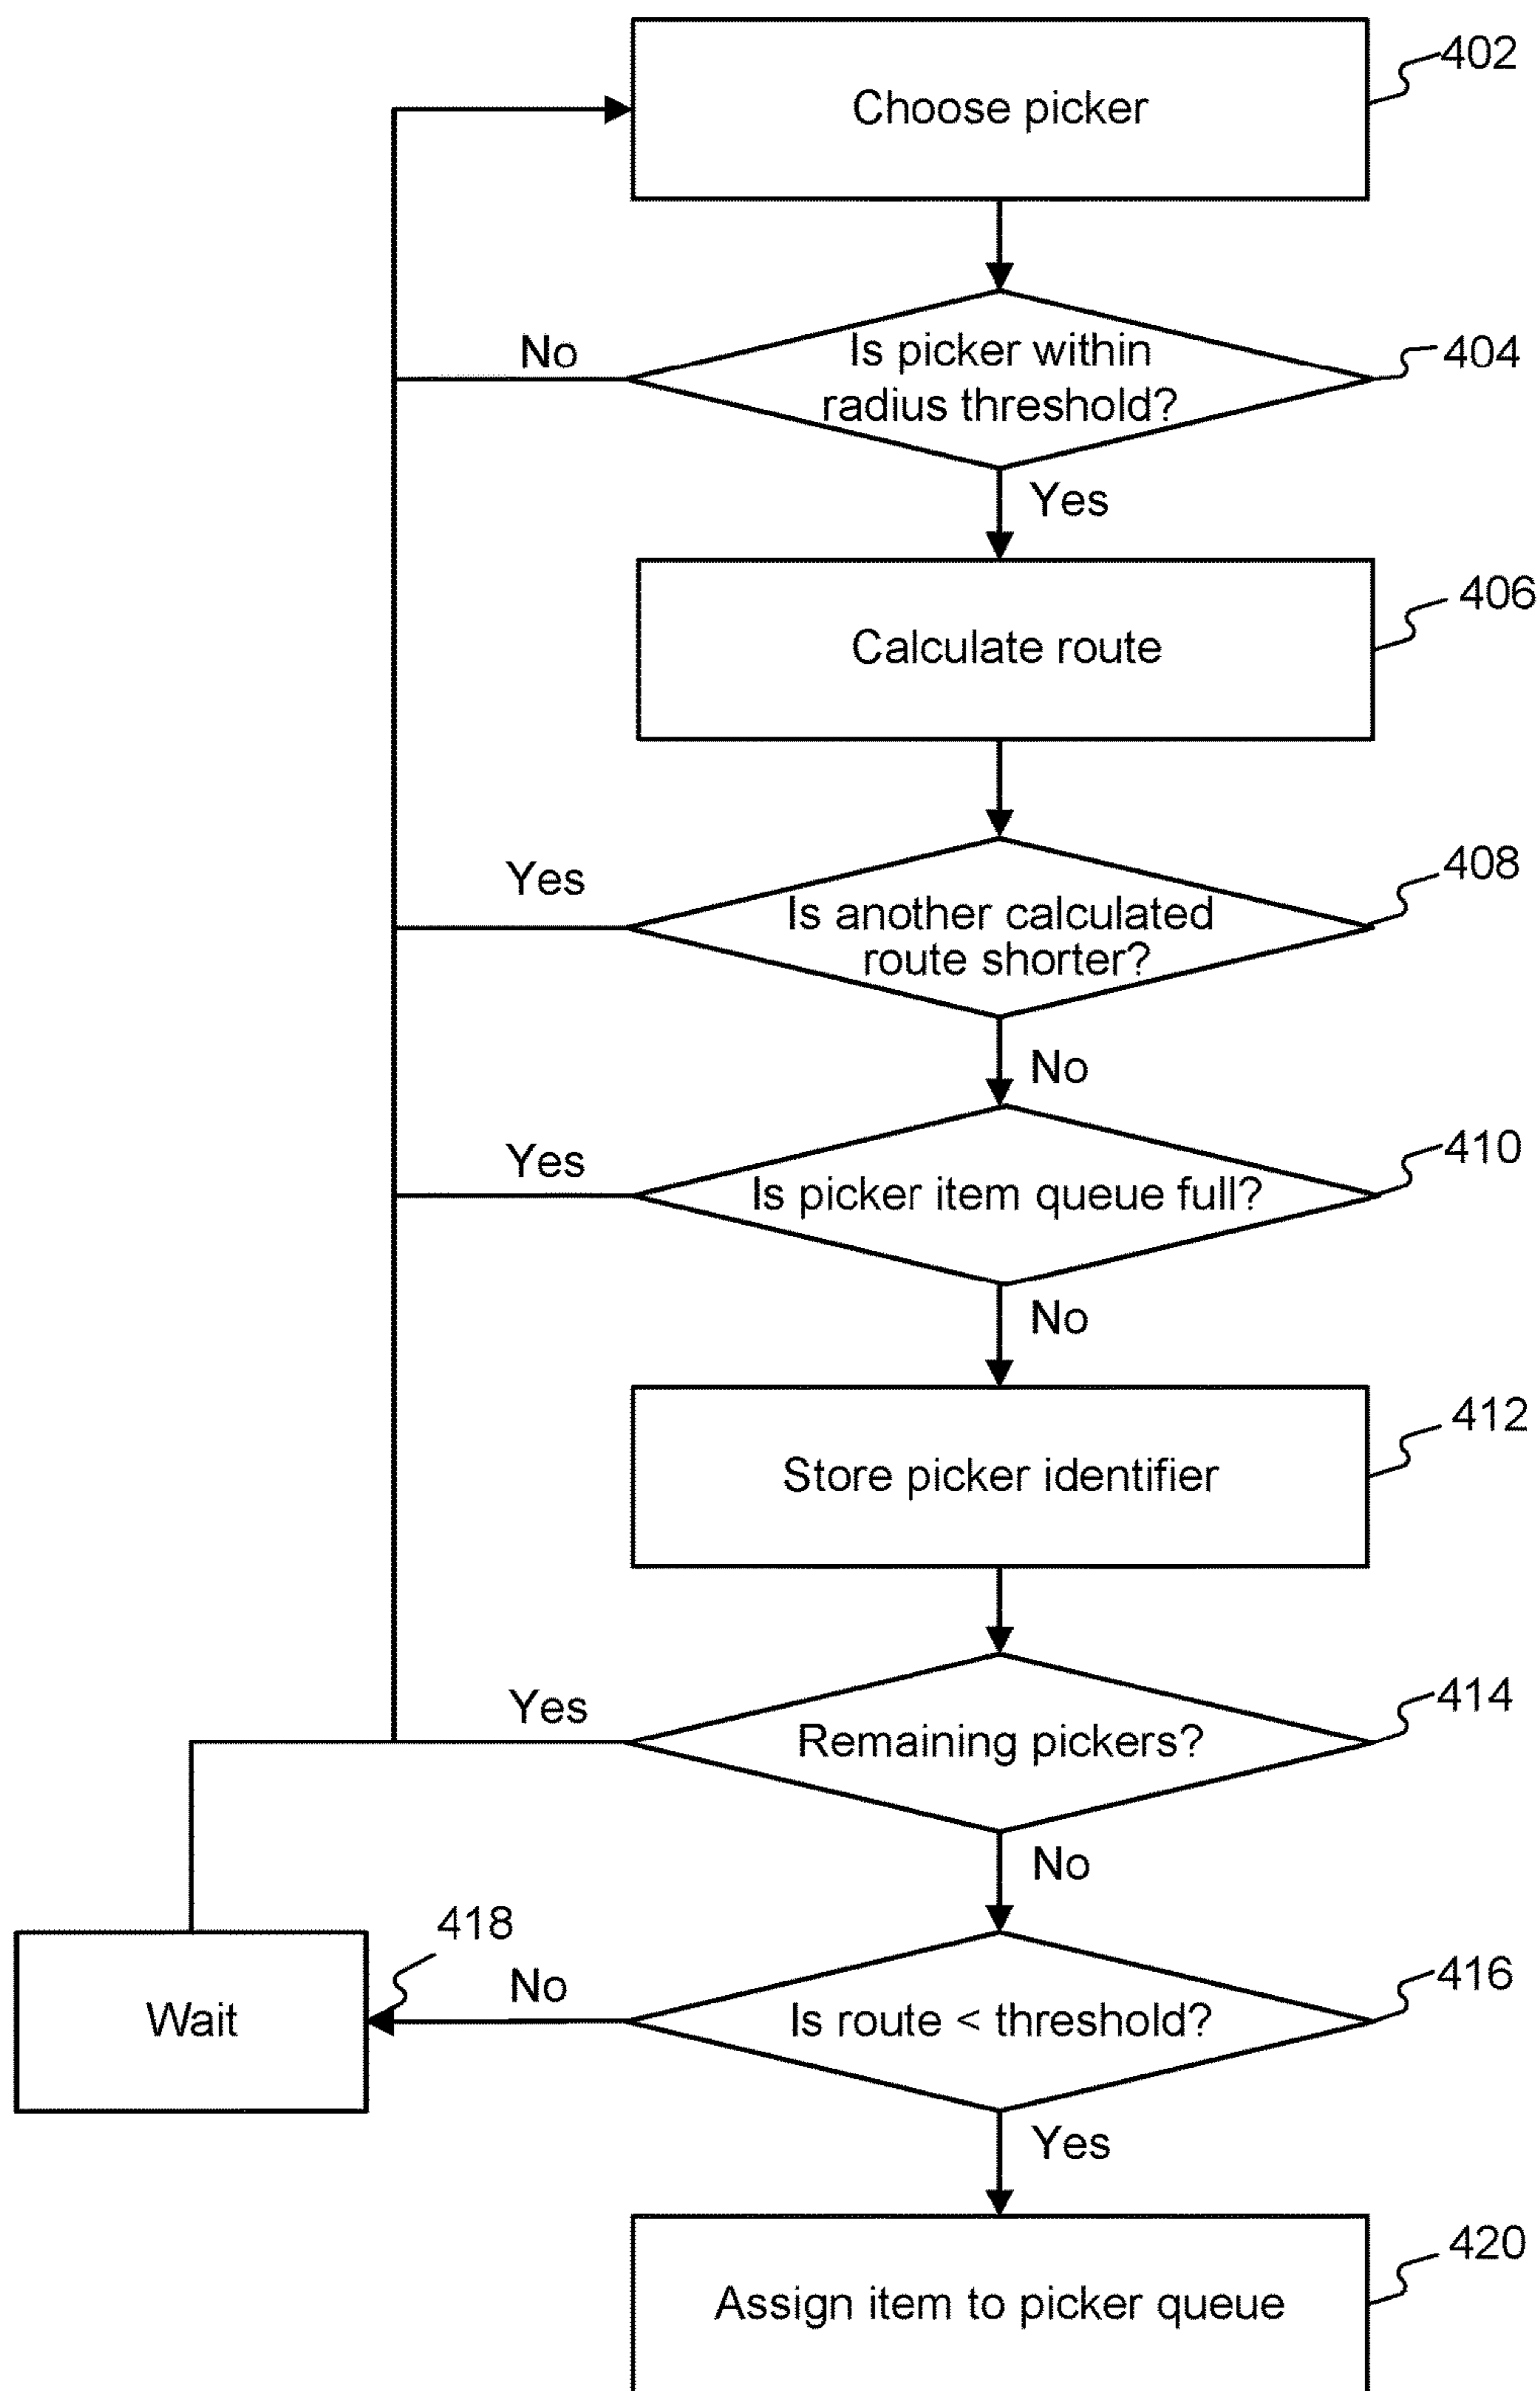 402
Choose picker
No
Is picker within
radius threshold?
404
Yes
406
Calculate route
408
Yes
Is another calculated
route shorter?
No
410
Yes
Is picker item queue full?
No
412
Store picker identifier
414
Yes
Remaining pickers?
No
418
416
No
Wait
Is route < threshold?
Yes
420
Assign item to picker queue